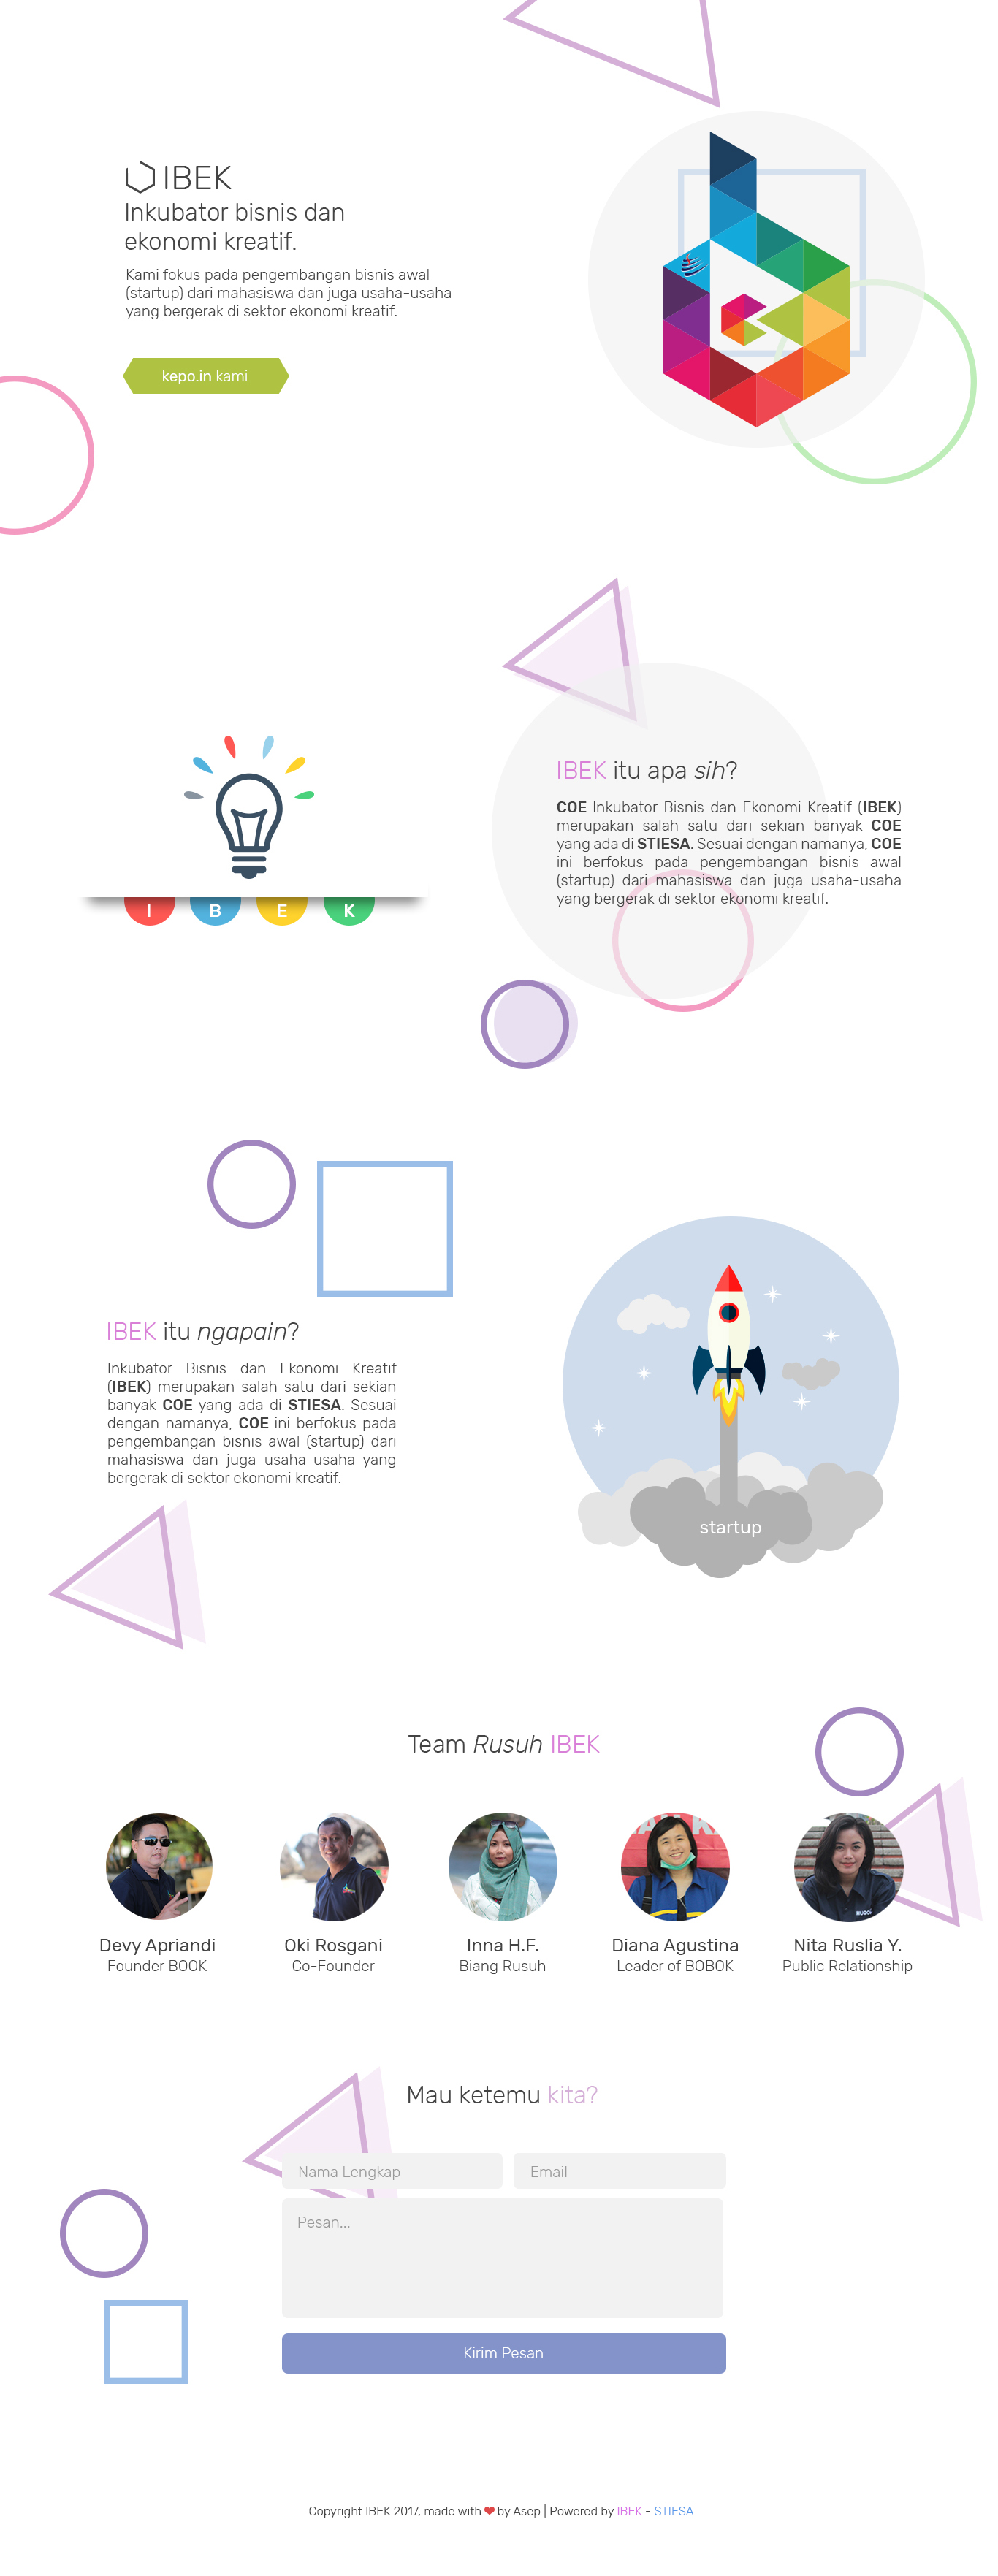 IBEK
Inkubator bisnis dan
ekonomi kreatif.
Kami fokus pada pengembangan bisnis awal
(startup) dari mahasiswa dan juga usaha-usaha
yang bergerak di sektor ekonomi kreatif.
kepo.in kami
I B E K
IBEK itu apa sih?
COE Inkubator Bisnis dan Ekonomi Kreatif (IBEK)
merupakan salah satu dari sekian banyak COE
yang ada di STIESA. Sesuai dengan namanya, COE
ini berfokus pada pengembangan bisnis awal
(startup) dari mahasiswa dan juga usaha-usaha
yang bergerak di sektor ekonomi kreatif.
IBEK itu ngapain?
Inkubator Bisnis dan Ekonomi Kreatif
(IBEK) merupakan salah satu dari sekian
banyak COE yang ada di STIESA. Sesuai
dengan namanya, COE ini berfokus pada
pengembangan bisnis awal (startup) dari
mahasiswa dan juga usaha-usaha yang
bergerak di sektor ekonomi kreatif.
startup
Team Rusuh IBEK
Devy Apriandi
Founder BOOK
Oki Rosgani
Co-Founder
Inna H.F.
Biang Rusuh
Diana Agustina
Leader of BOBOK
Nita Ruslia Y.
Public Relationship
Mau ketemu kita?
Nama Lengkap
Email
Pesan...
Kirim Pesan
Copyright IBEK 2017, made with ❤ by Asep | Powered by IBEK - STIESA